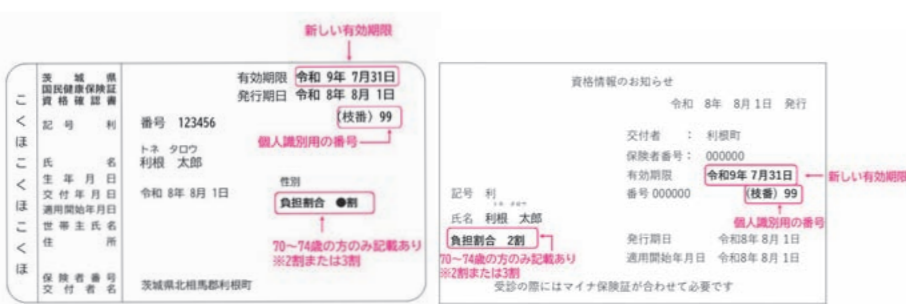 新しい有効期限
こくほ こくほ こくほ
茨城県
国民健康保険証
資格確認書
有効期限 令和 9年 7月31日
発行期日 令和 8年 8月 1日
記号 利 番号 123456 (枝番) 99
個人識別用の番号
トネ タロウ
氏名 利根 太郎
生年月日 性別
交付年月日 令和 8年 8月 1日
適用開始年月日
負担割合 ●割
世帯主氏名
住所
70〜74歳の方のみ記載あり
※2割または3割
保険者番号
交付者名 茨城県北相馬郡利根町
資格情報のお知らせ
令和 8年 8月1日 発行
交付者 : 利根町
保険者番号: 000000
有効期限 令和9年 7月31日
新しい有効期限
記号 利 番号 000000 (枝番) 99
個人識別用の番号
トネ タロウ
氏名 利根 太郎
負担割合 2割
発行期日 令和8年 8月 1日
70〜74歳の方のみ記載あり
※2割または3割
適用開始年月日 令和8年 8月 1日
受診の際にはマイナ保険証が合わせて必要です